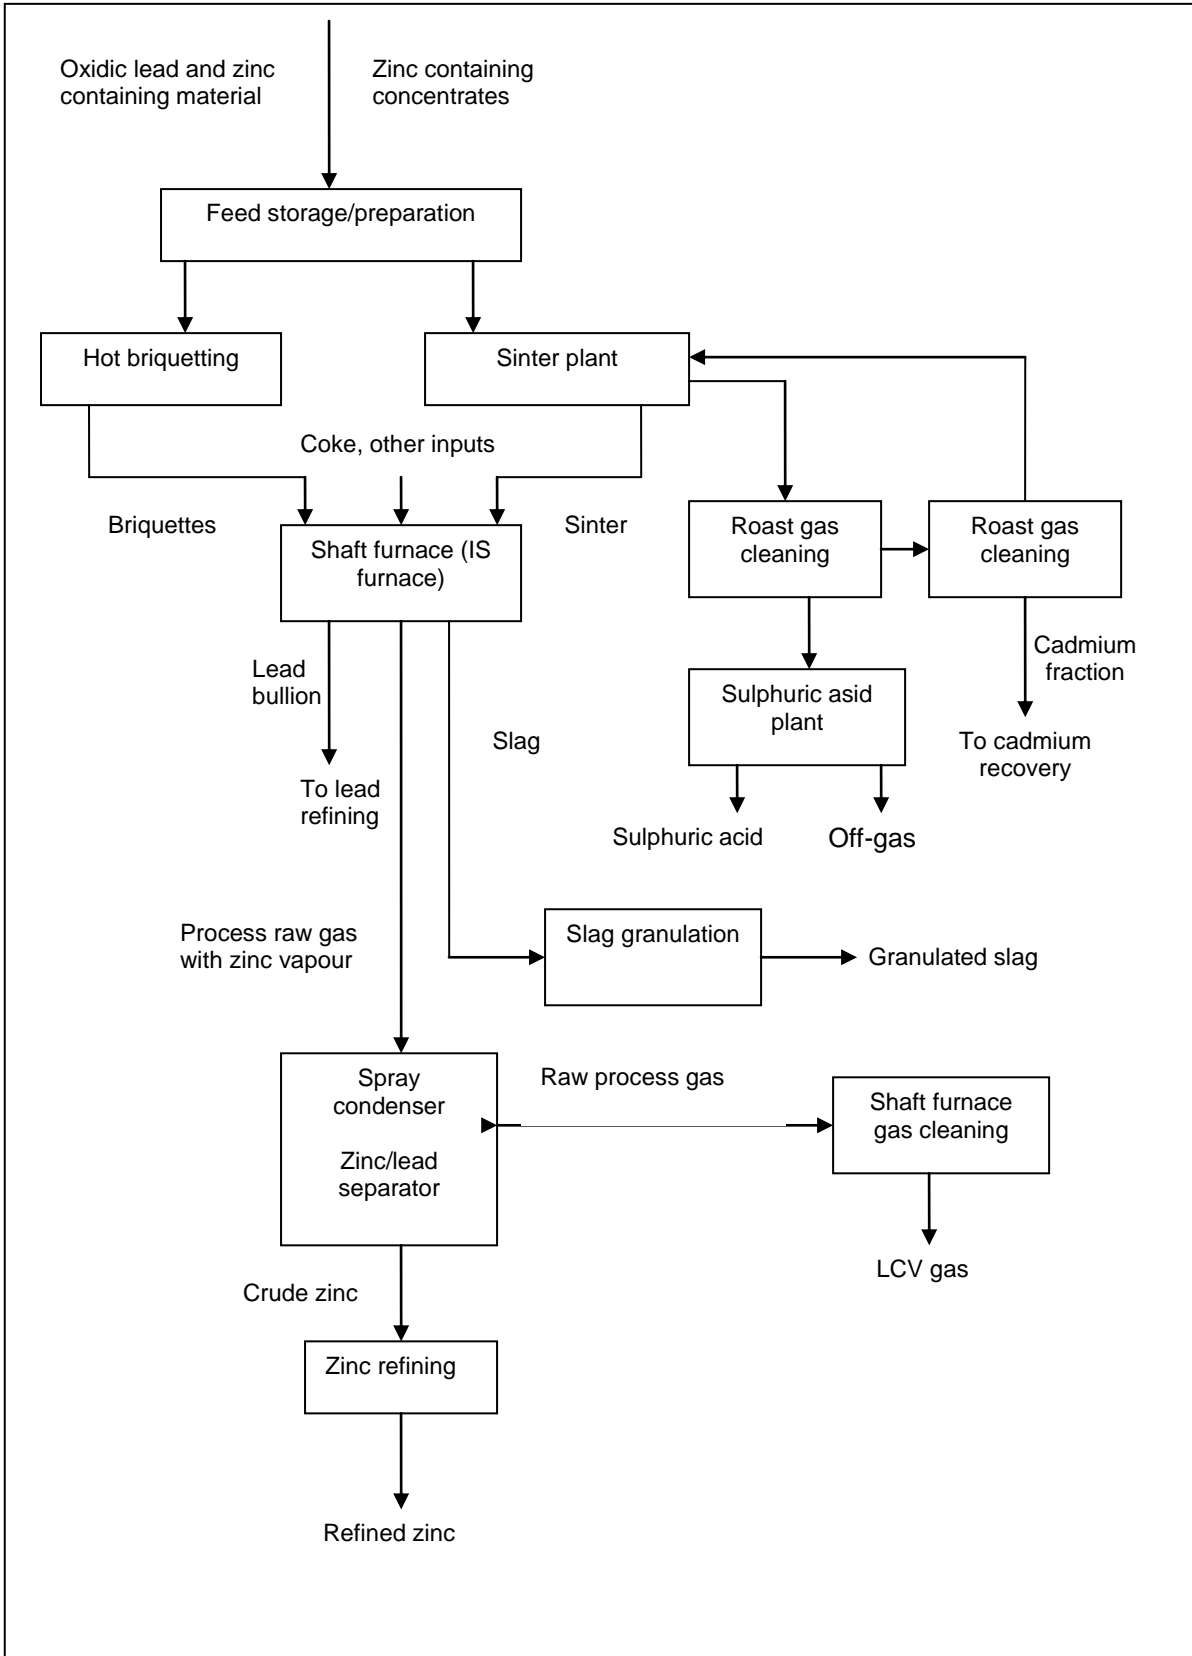 Oxidic lead and zinc
containing material
Zinc containing
concentrates
Feed storage/preparation
Hot briquetting
Sinter plant
Coke, other inputs
Briquettes
Sinter
Shaft furnace (IS
furnace)
Roast gas
cleaning
Roast gas
cleaning
Lead
bullion
Slag
Cadmium
fraction
Sulphuric asid
plant
To cadmium
recovery
To lead
refining
Sulphuric acid
Off-gas
Process raw gas
with zinc vapour
Slag granulation
Granulated slag
Spray
condenser
Zinc/lead
separator
Raw process gas
Shaft furnace
gas cleaning
LCV gas
Crude zinc
Zinc refining
Refined zinc